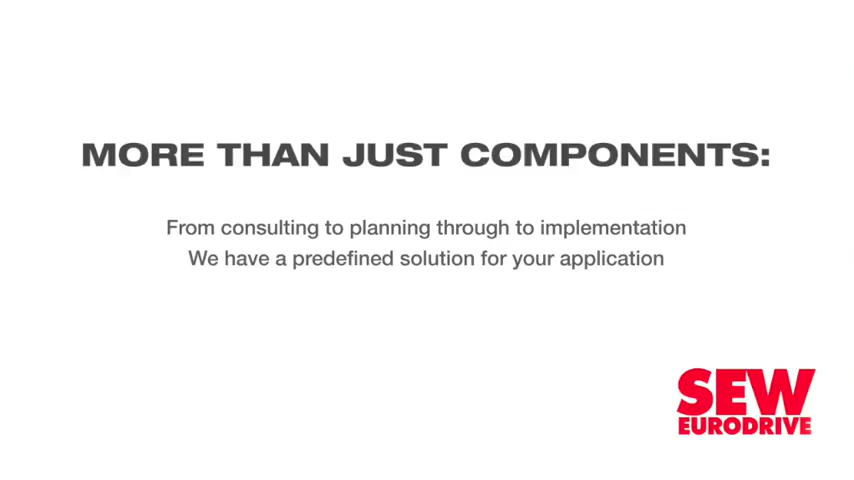 MORE THAN JUST COMPONENTS:
From consulting to planning through to implementation
We have a predefined solution for your application
SEW
EURODRIVE